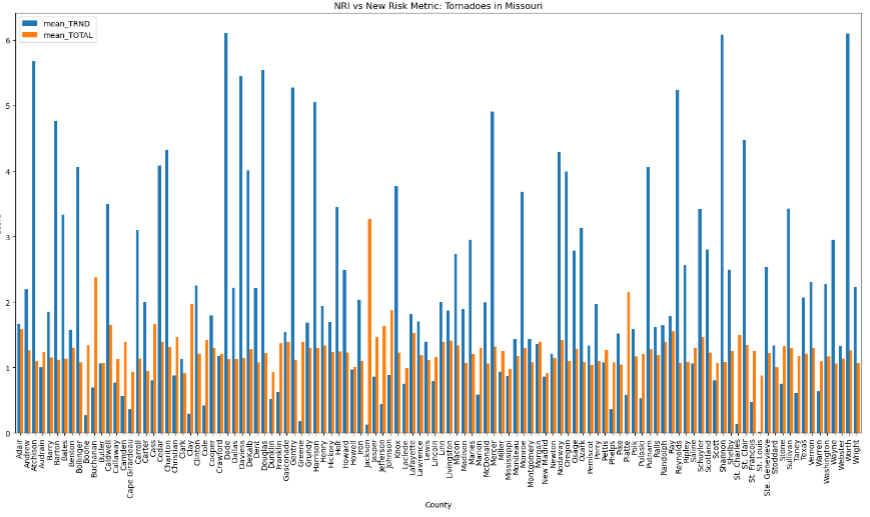 NRI vs New Risk Metric: Tornadoes in Missouri
mean_TRND
mean_TOTAL
6
5
4
3
2
1
0
Adair
Andrew
Atchison
Audrain
Barry
Barton
Bates
Benton
Bollinger
Boone
Buchanan
Butler
Caldwell
Callaway
Camden
Cape Girardeau
Carroll
Carter
Cass
Cedar
Chariton
Christian
Clark
Clay
Clinton
Cole
Cooper
Crawford
Dade
Dallas
Daviess
DeKalb
Dent
Douglas
Dunklin
Franklin
Gasconade
Gentry
Greene
Grundy
Harrison
Henry
Hickory
Holt
Howard
Howell
Iron
Jackson
Jasper
Jefferson
Johnson
Knox
Laclede
Lafayette
Lawrence
Lewis
Lincoln
Linn
Livingston
Macon
Madison
Maries
Marion
McDonald
Mercer
Miller
Mississippi
Moniteau
Monroe
Montgomery
Morgan
New Madrid
Newton
Nodaway
Oregon
Osage
Ozark
Pemiscot
Perry
Pettis
Phelps
Pike
Platte
Polk
Pulaski
Putnam
Ralls
Randolph
Ray
Reynolds
Ripley
Saline
Schuyler
Scotland
Scott
Shannon
Shelby
St. Charles
St. Clair
St. Francois
St. Louis
Ste. Genevieve
Stoddard
Stone
Sullivan
Taney
Texas
Vernon
Warren
Washington
Wayne
Webster
Worth
Wright
County